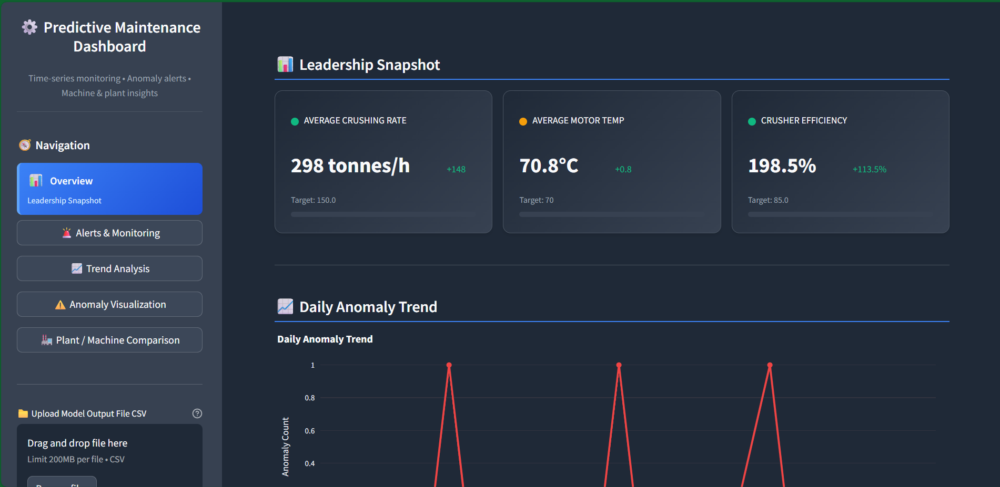 Predictive Maintenance
Dashboard
Time-series monitoring • Anomaly alerts •
Machine & plant insights
Navigation
Overview
Leadership Snapshot
Alerts & Monitoring
Trend Analysis
Anomaly Visualization
Plant / Machine Comparison
Upload Model Output File CSV
?
Drag and drop file here
Limit 200MB per file • CSV
Leadership Snapshot
AVERAGE CRUSHING RATE
298 tonnes/h
+148
Target: 150.0
AVERAGE MOTOR TEMP
70.8°C
+0.8
Target: 70
CRUSHER EFFICIENCY
198.5%
+113.5%
Target: 85.0
Daily Anomaly Trend
Daily Anomaly Trend
1
0.8
0.6
0.4
Anomaly Count